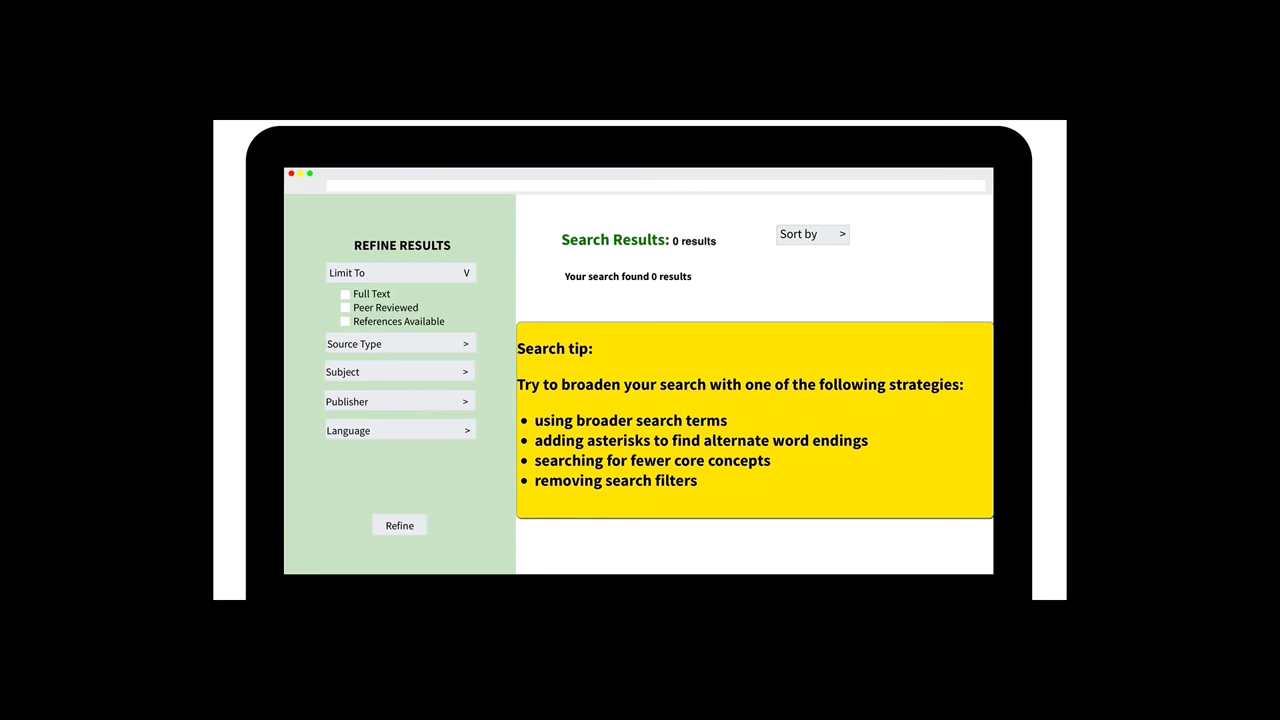 REFINE RESULTS
Limit To V
Full Text
Peer Reviewed
References Available
Source Type >
Subject >
Publisher >
Language >
Refine
Search Results: 0 results
Sort by >
Your search found 0 results
Search tip:
Try to broaden your search with one of the following strategies:
• using broader search terms
• adding asterisks to find alternate word endings
• searching for fewer core concepts
• removing search filters